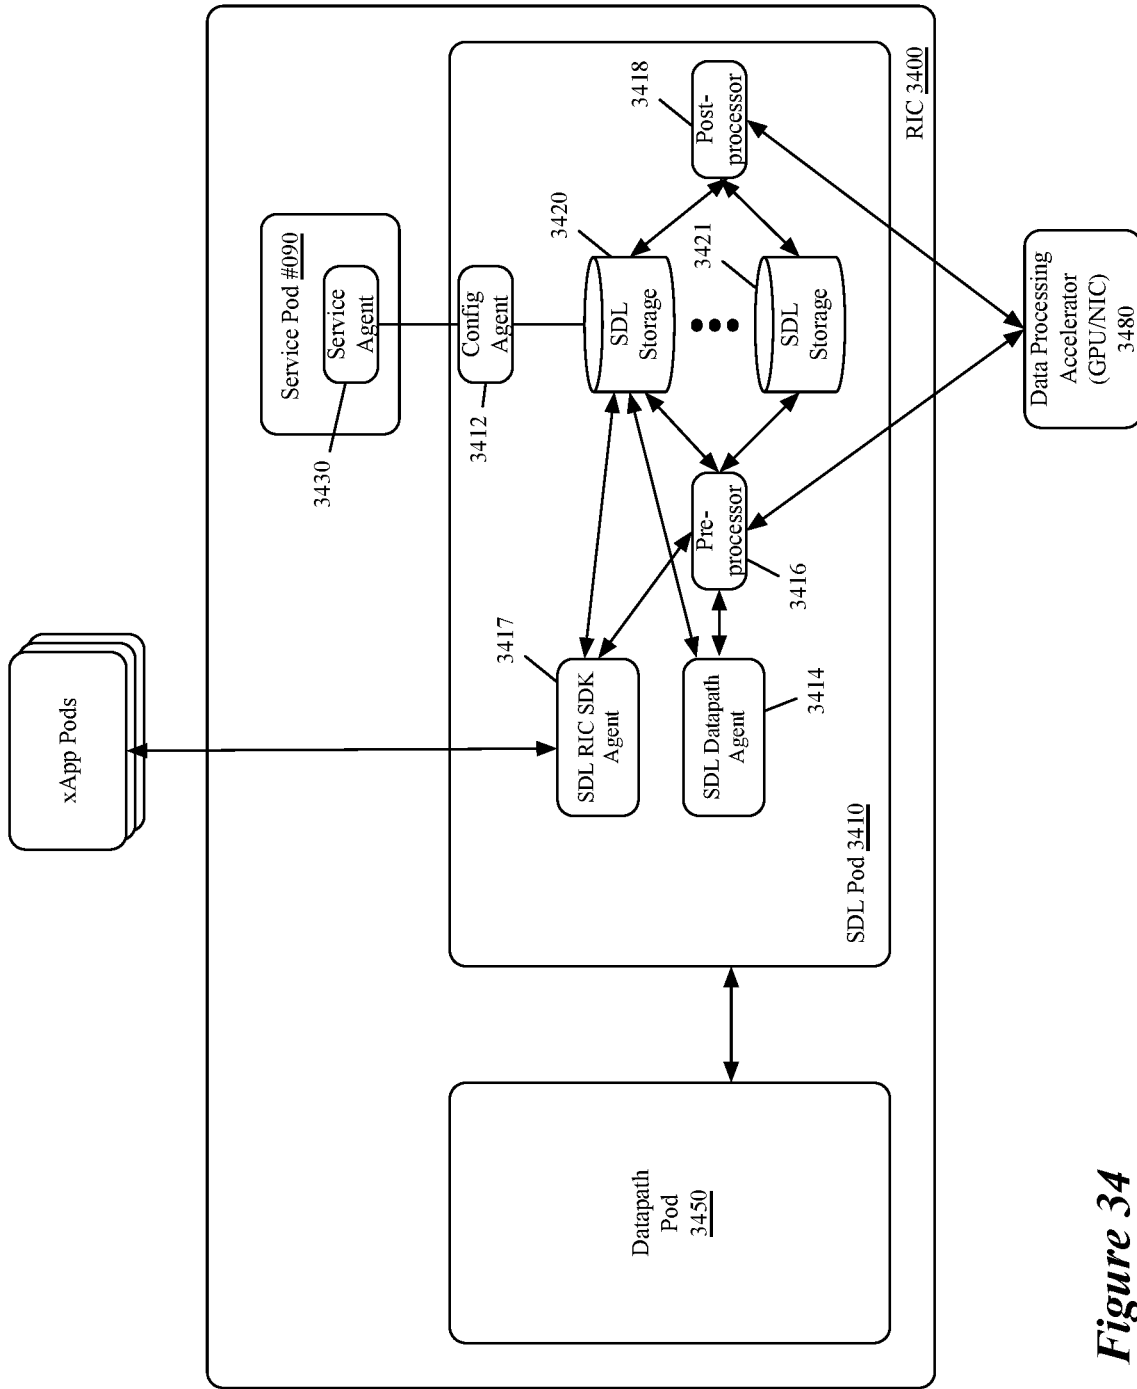 xApp Pods
Service Pod #090
Service
Agent
3430
Config
Agent
3412
SDL RIC SDK
Agent
3417
SDL Datapath
Agent
3414
Pre-
processor
3416
SDL
Storage
3420
SDL
Storage
3421
Post-
processor
3418
SDL Pod 3410
RIC 3400
Datapath
Pod
3450
Data Processing
Accelerator
(GPU/NIC)
3480
Figure 34